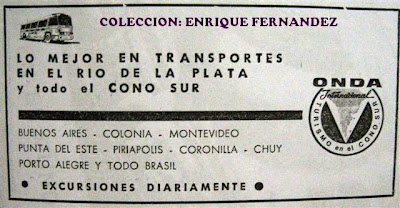 COLECCION: ENRIQUE FERNANDEZ
LO MEJOR EN TRANSPORTES
EN EL RIO DE LA PLATA
y todo el CONO SUR
ONDA
International
TURISMO en el CONO SUR
BUENOS AIRES - COLONIA - MONTEVIDEO
PUNTA DEL ESTE - PIRIAPOLIS - CORONILLA - CHUY
PORTO ALEGRE Y TODO BRASIL
● EXCURSIONES DIARIAMENTE ●